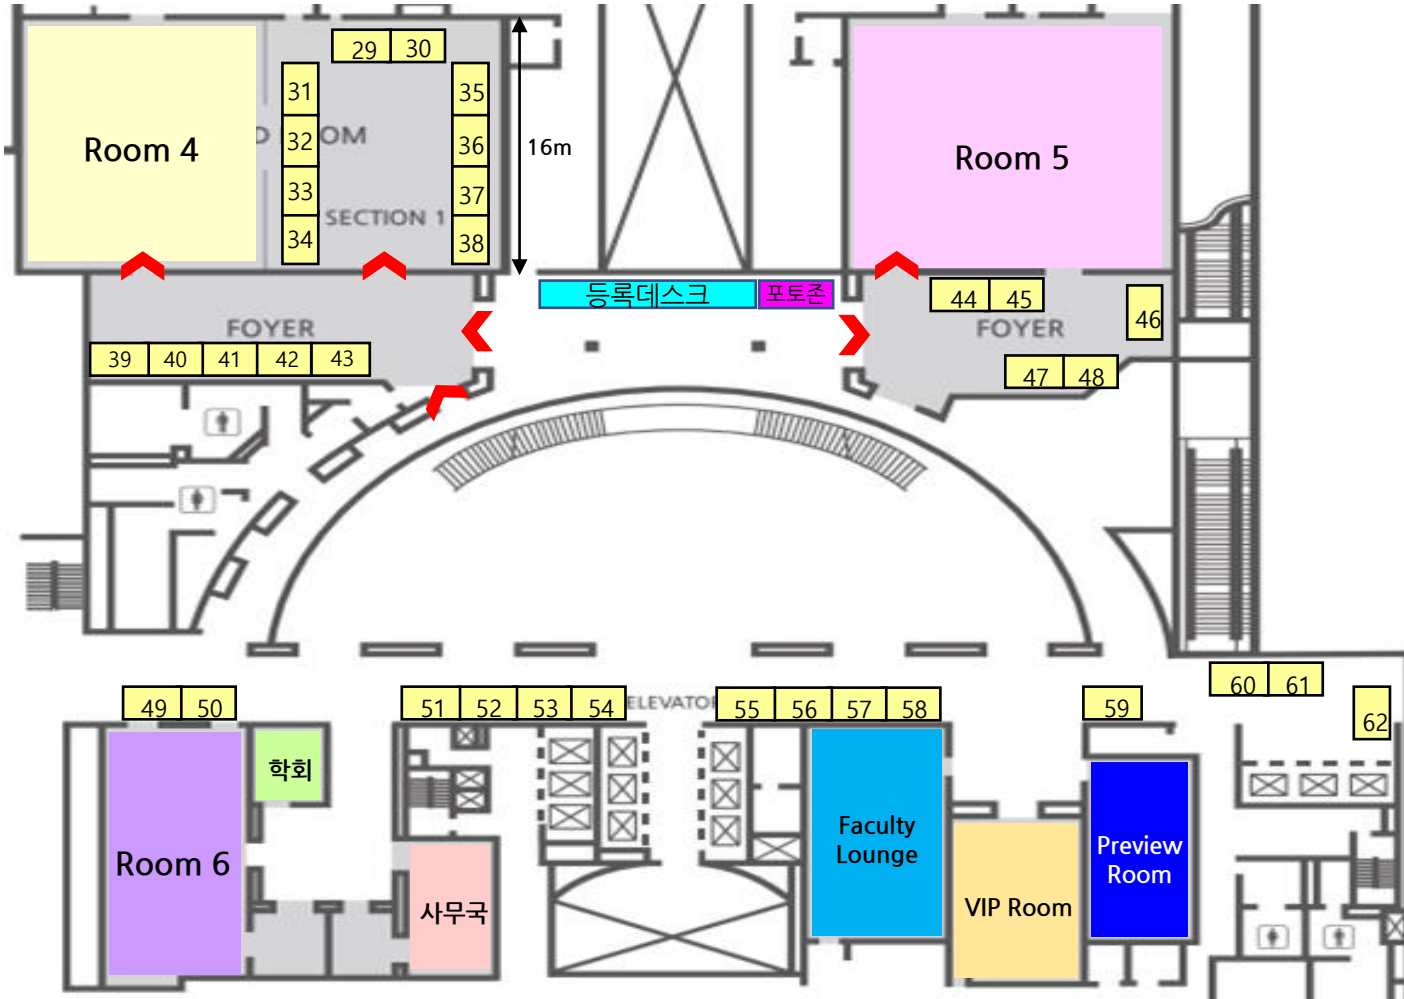 29 30
31
32
33
34
35
36
37
38
Room 4
OOM
SECTION 1
16m
Room 5
등록데스크
포토존
FOYER
39 40 41 42 43
44 45
46
FOYER
47 48
49 50
51 52 53 54
ELEVATOR
55 56 57 58
59
60 61
62
학회
Room 6
사무국
Faculty
Lounge
VIP Room
Preview
Room